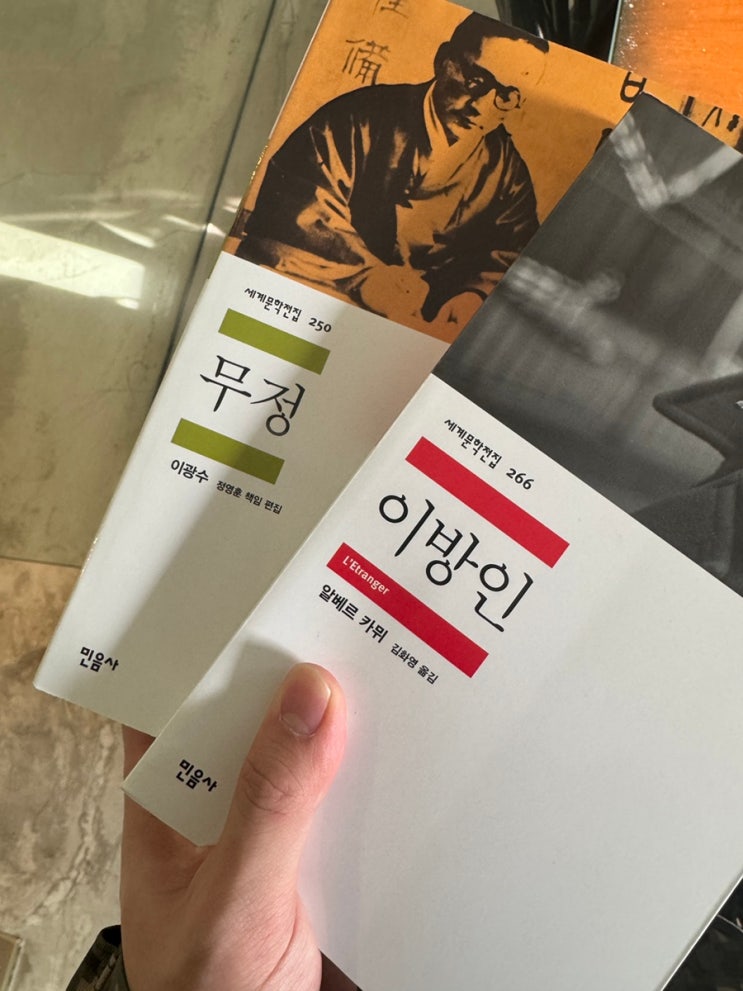 備
세계문학전집 250
무정
이광수 정영훈 책임 편집
민음사
세계문학전집 266
이방인
L'Etranger
알베르 카뮈 김화영 옮김
민음사